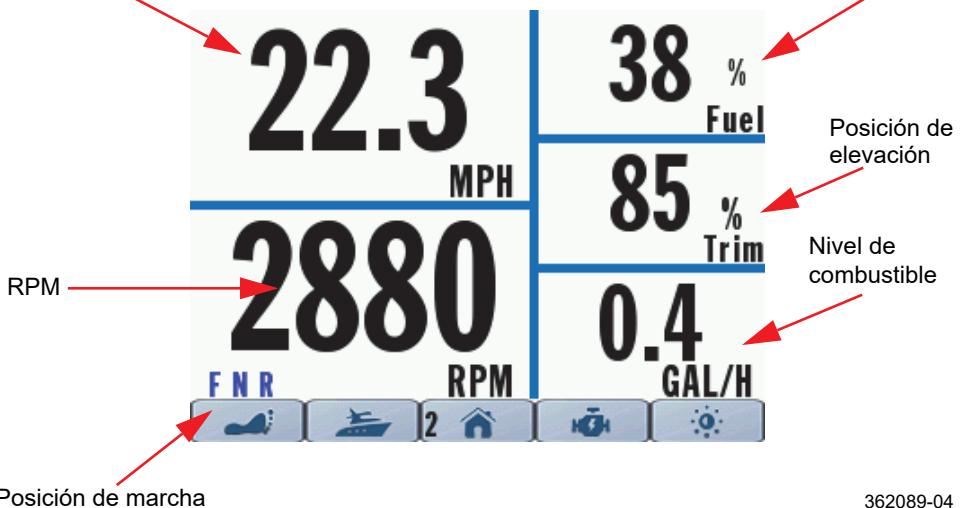 22.3
MPH
38 %
Fuel
Posición de
elevación
85 %
Trim
RPM
2880
RPM
F N R
Nivel de
combustible
0.4
GAL/H
2
Posición de marcha
362089-04